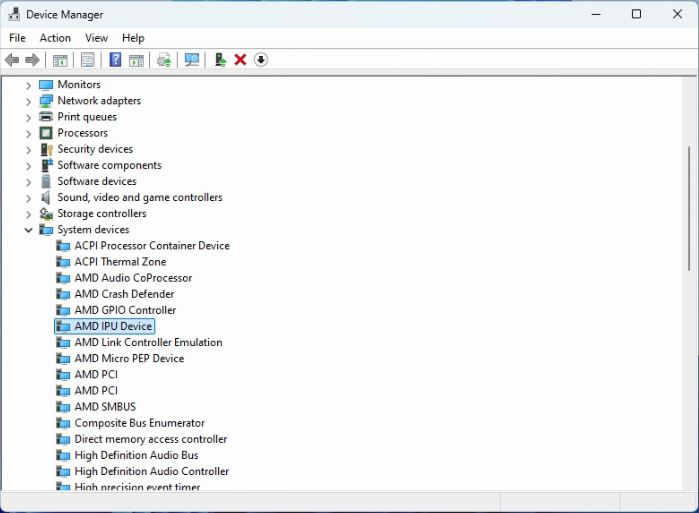 Device Manager
File Action View Help
Monitors
Network adapters
Print queues
Processors
Security devices
Software components
Software devices
Sound, video and game controllers
Storage controllers
System devices
ACPI Processor Container Device
ACPI Thermal Zone
AMD Audio CoProcessor
AMD Crash Defender
AMD GPIO Controller
AMD IPU Device
AMD Link Controller Emulation
AMD Micro PEP Device
AMD PCI
AMD PCI
AMD SMBUS
Composite Bus Enumerator
Direct memory access controller
High Definition Audio Bus
High Definition Audio Controller
High precision event timer